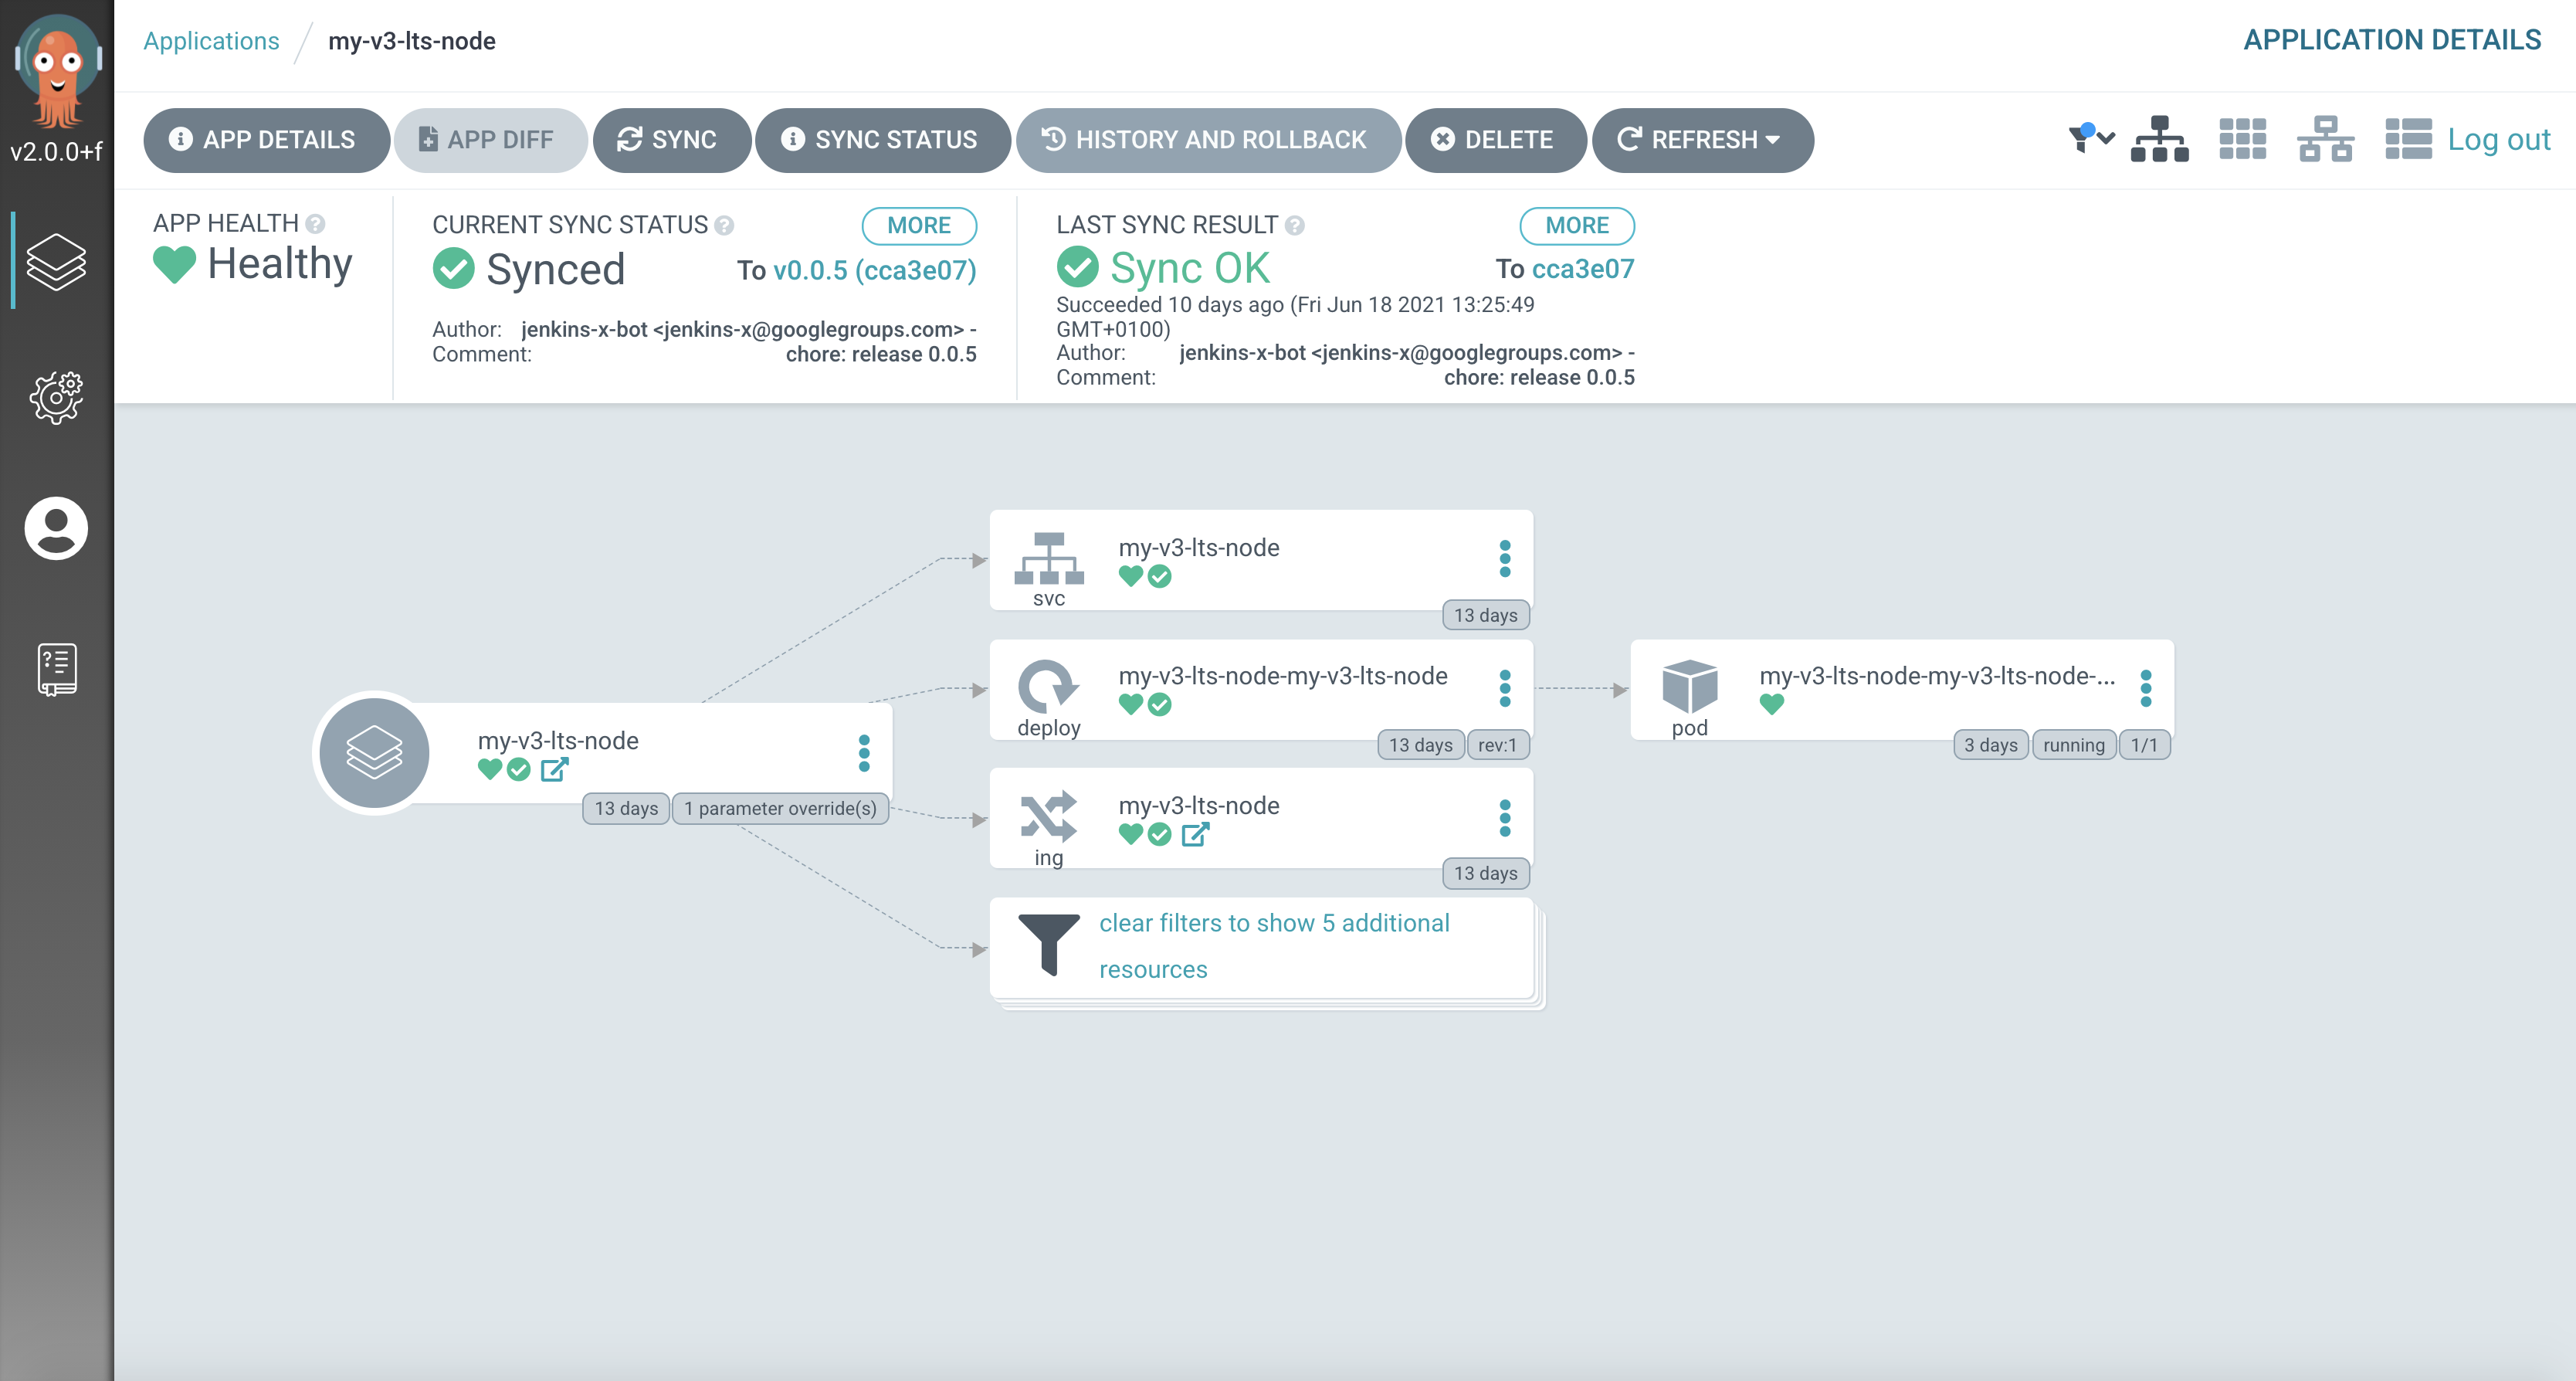 v2.0.0+f
Applications
my-v3-lts-node
APPLICATION DETAILS
APP DETAILS
APP DIFF
SYNC
SYNC STATUS
HISTORY AND ROLLBACK
DELETE
REFRESH
Log out
APP HEALTH
Healthy
CURRENT SYNC STATUS
MORE
Synced
To v0.0.5 (cca3e07)
Author: jenkins-x-bot <jenkins-x@googlegroups.com> -
Comment: chore: release 0.0.5
LAST SYNC RESULT
MORE
Sync OK
To cca3e07
Succeeded 10 days ago (Fri Jun 18 2021 13:25:49
GMT+0100)
Author: jenkins-x-bot <jenkins-x@googlegroups.com> -
Comment: chore: release 0.0.5
my-v3-lts-node
13 days
1 parameter override(s)
svc
my-v3-lts-node
13 days
deploy
my-v3-lts-node-my-v3-lts-node
13 days
rev:1
ing
my-v3-lts-node
13 days
clear filters to show 5 additional
resources
pod
my-v3-lts-node-my-v3-lts-node-...
3 days
running
1/1